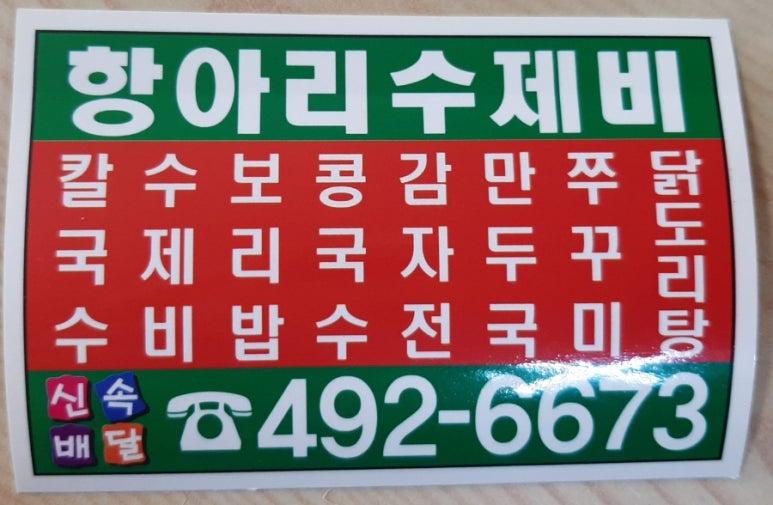 항아리수제비
칼국수
수제비
보리밥
콩국수
감자전
만두국
쭈꾸미
닭도리탕
신속
배달
☎492-6673